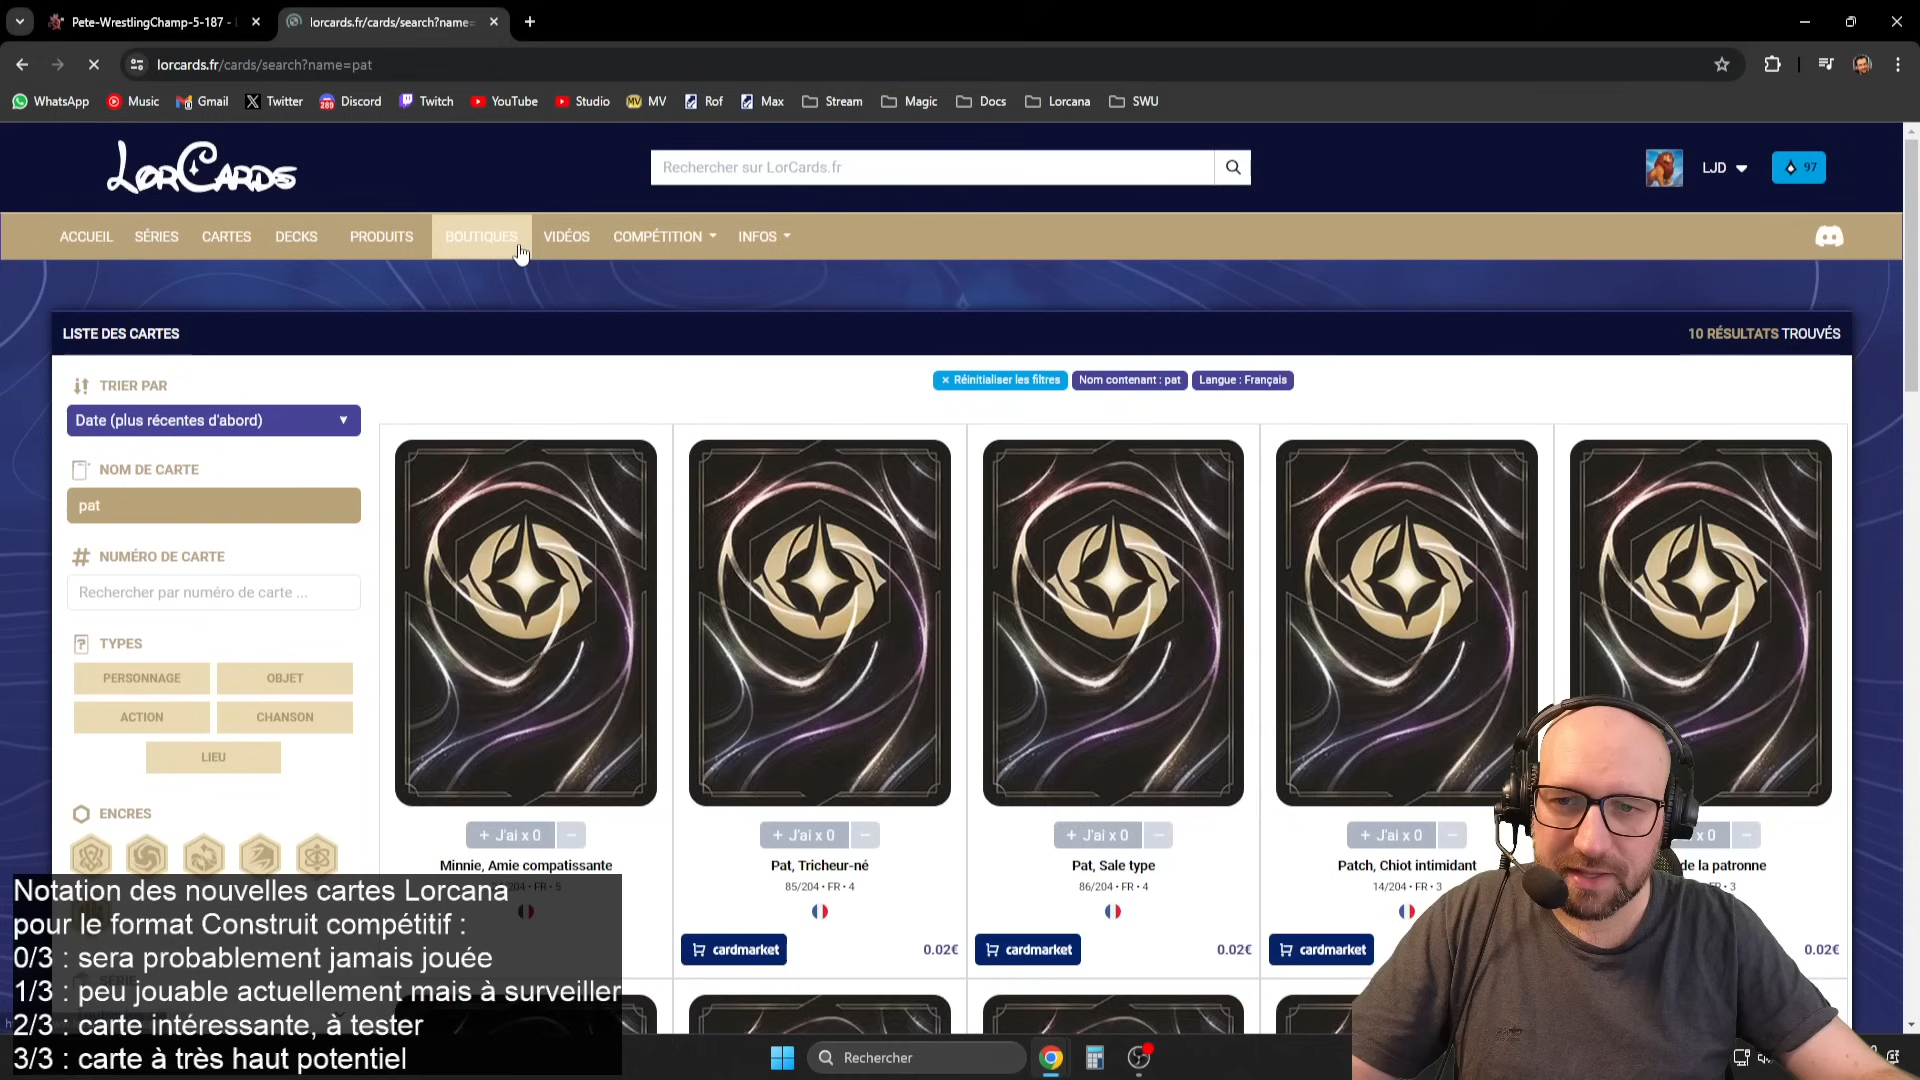 Pete-WrestlingChamp-5-187 -
lorcards.fr/cards/search?name=
lorcards.fr/cards/search?name=pat
WhatsApp
Music
Gmail
Twitter
Discord
Twitch
YouTube
Studio
MV
Rof
Max
Stream
Magic
Docs
Lorcana
SWU
LORCARDS
Rechercher sur LorCards.fr
LJD
97
ACCUEIL
SÉRIES
CARTES
DECKS
PRODUITS
BOUTIQUES
VIDÉOS
COMPÉTITION
INFOS
LISTE DES CARTES
10 RÉSULTATS TROUVÉS
TRIER PAR
× Réinitialiser les filtres
Nom contenant : pat
Langue : Français
Date (plus récentes d'abord)
NOM DE CARTE
pat
NUMÉRO DE CARTE
Rechercher par numéro de carte ...
TYPES
PERSONNAGE
OBJET
ACTION
CHANSON
LIEU
ENCRES
+ J'ai x 0 −
+ J'ai x 0 −
+ J'ai x 0 −
+ J'ai x 0 −
x 0 −
Minnie, Amie compatissante
Pat, Tricheur-né
Pat, Sale type
Patch, Chiot intimidant
de la patronne
/204 • FR • 5
85/204 • FR • 4
86/204 • FR • 4
14/204 • FR • 3
• 3
cardmarket
0.02€
cardmarket
0.02€
cardmarket
0.02€
Notation des nouvelles cartes Lorcana
pour le format Construit compétitif :
0/3 : sera probablement jamais jouée
1/3 : peu jouable actuellement mais à surveiller
2/3 : carte intéressante, à tester
3/3 : carte à très haut potentiel
Rechercher